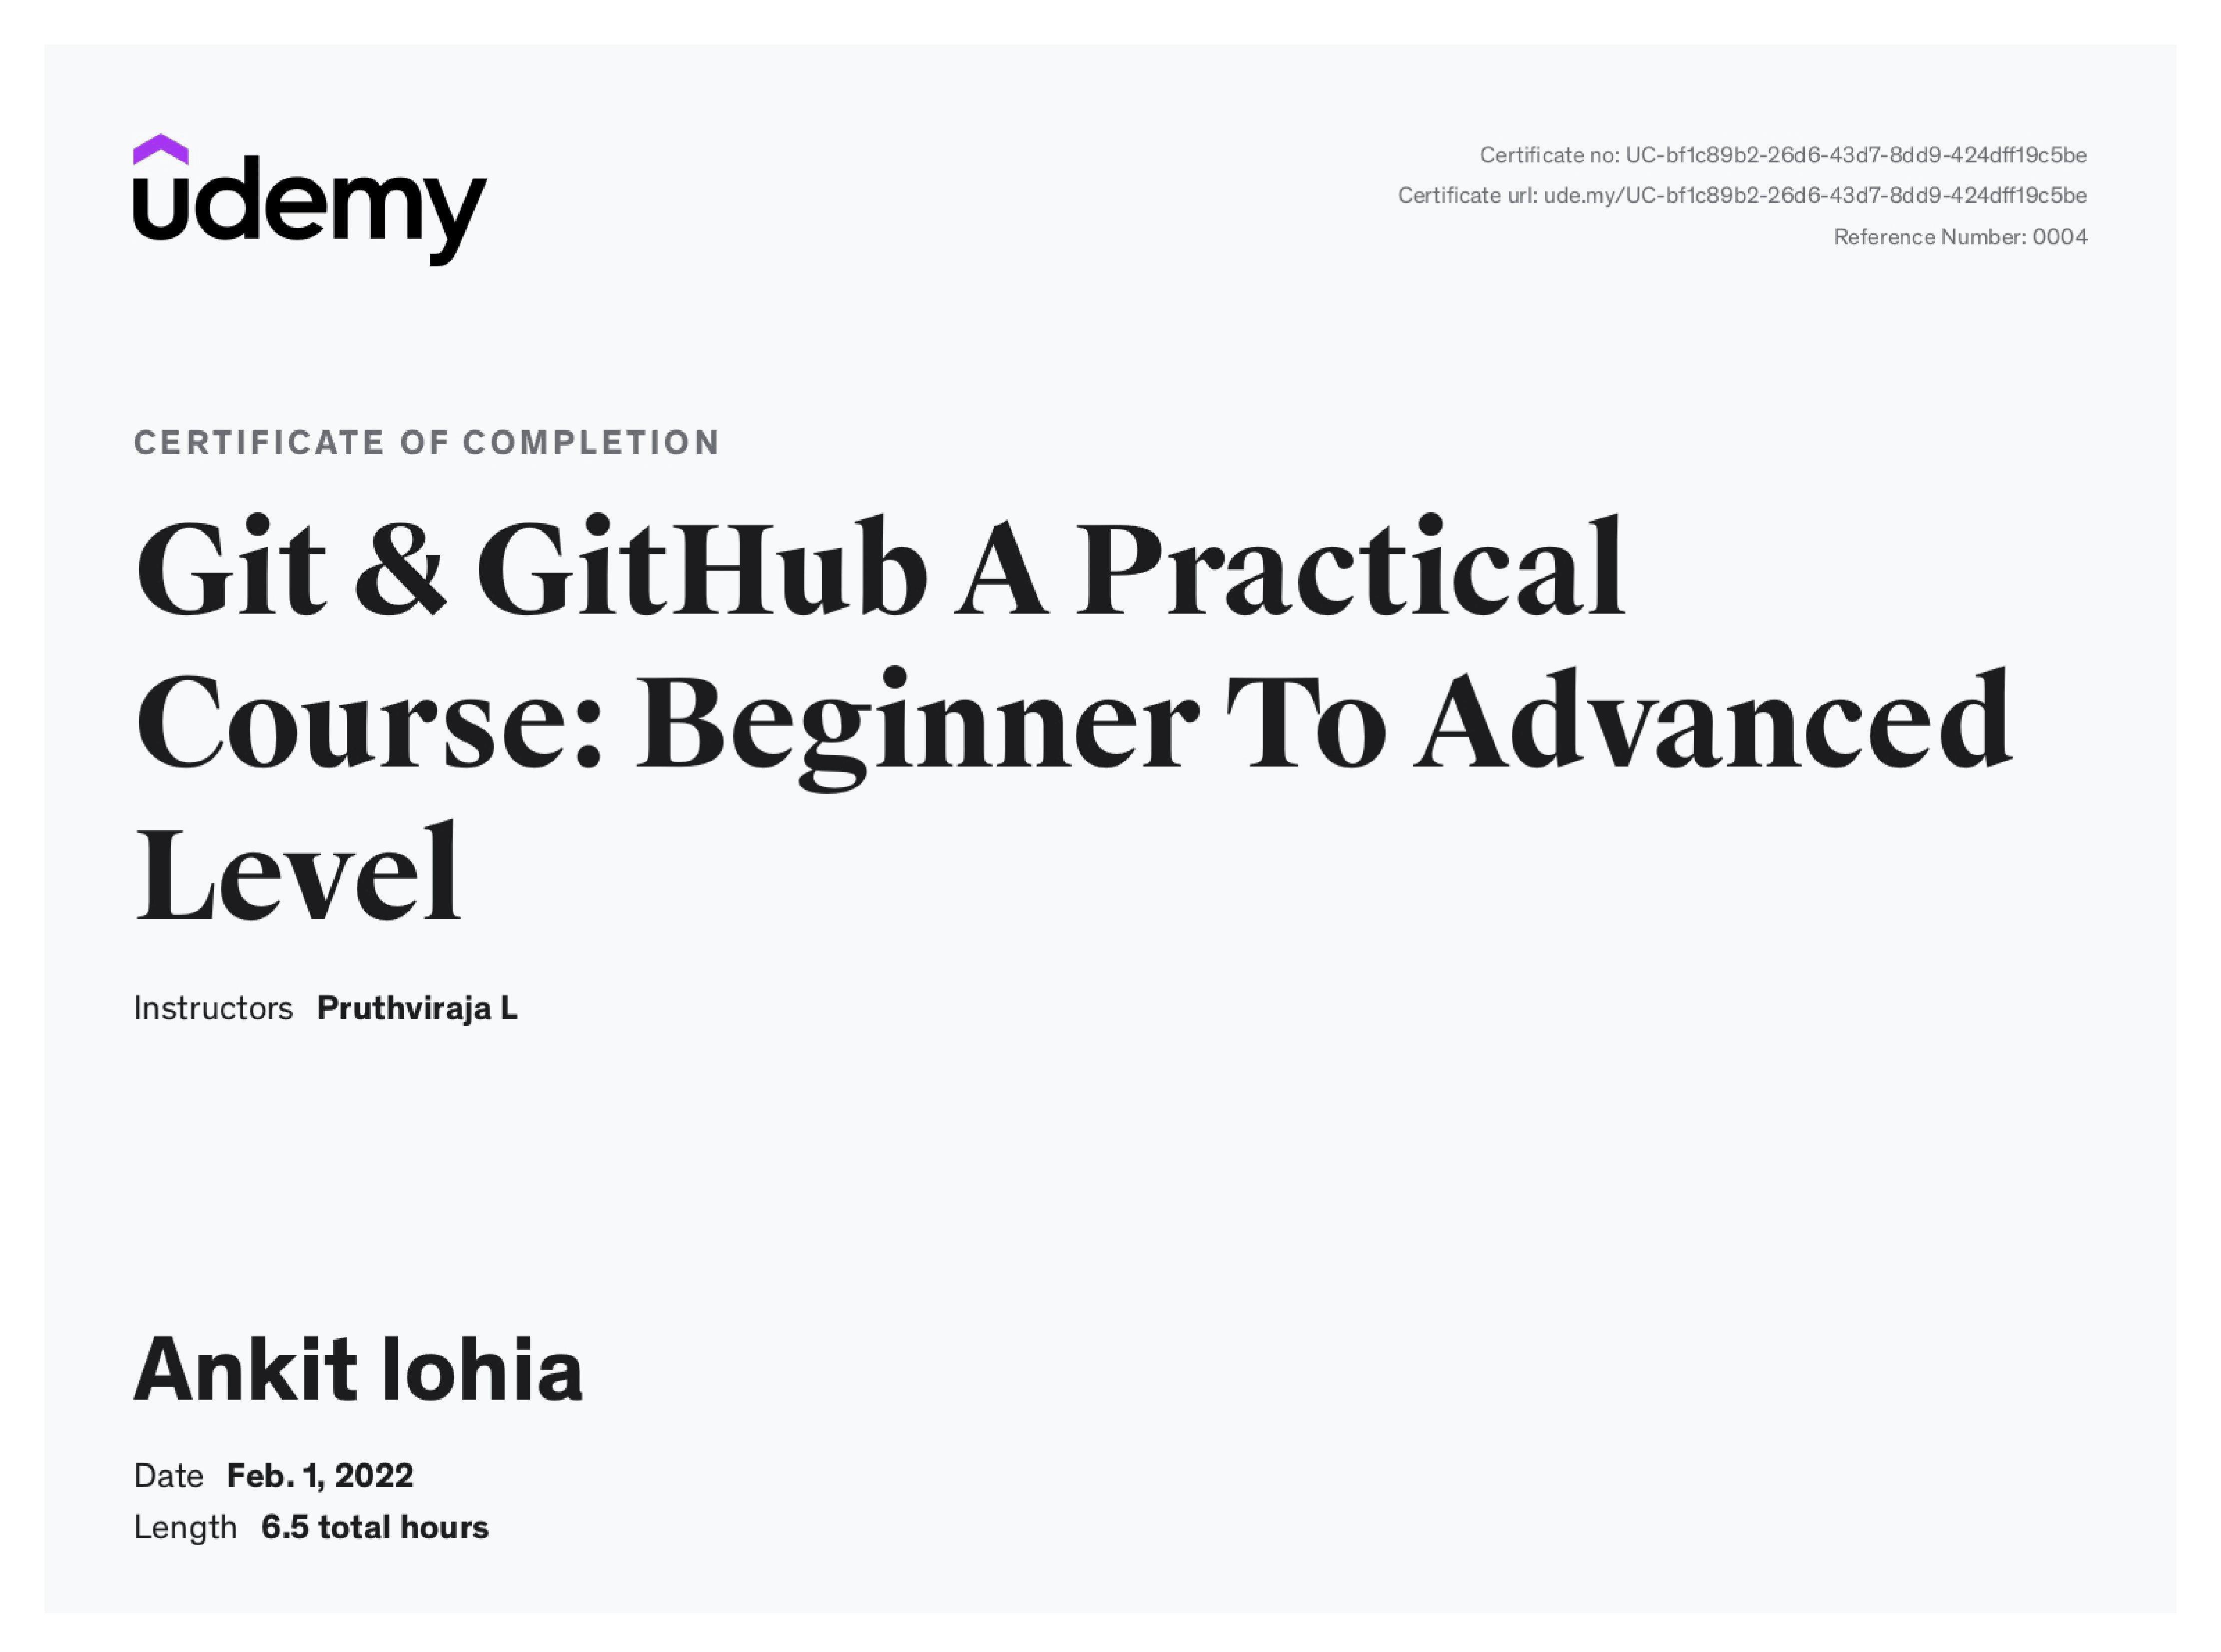 udemy
Certificate no: UC-bf1c89b2-26d6-43d7-8dd9-424dff19c5be
Certificate url: ude.my/UC-bf1c89b2-26d6-43d7-8dd9-424dff19c5be
Reference Number: 0004
CERTIFICATE OF COMPLETION
Git & GitHub A Practical
Course: Beginner To Advanced
Level
Instructors Pruthviraja L
Ankit lohia
Date Feb. 1, 2022
Length 6.5 total hours